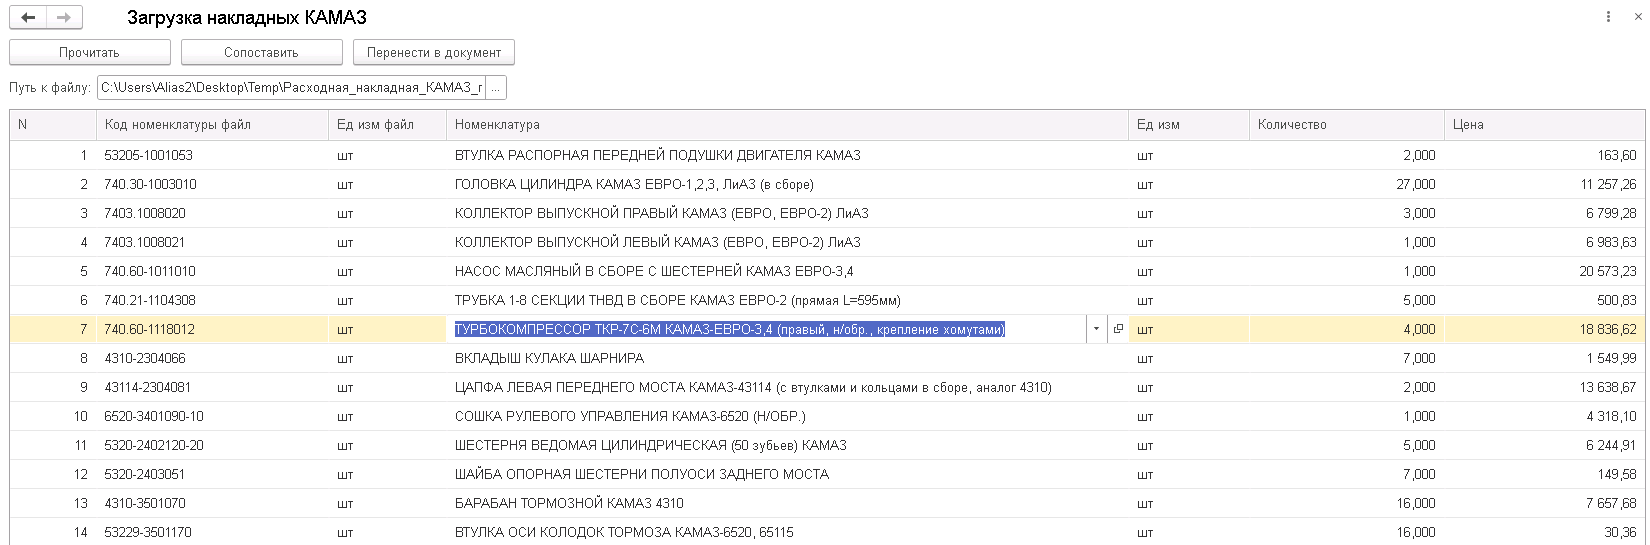 Загрузка накладных КАМАЗ
Прочитать Сопоставить Перенести в документ
Путь к файлу: C:\Users\Alias2\Desktop\Temp\Расходная_накладная_КАМАЗ_г ...
N Код номенклатуры файл Ед изм файл Номенклатура Ед изм Количество Цена
1 53205-1001053 шт ВТУЛКА РАСПОРНАЯ ПЕРЕДНЕЙ ПОДУШКИ ДВИГАТЕЛЯ КАМАЗ шт 2,000 163,60
2 740.30-1003010 шт ГОЛОВКА ЦИЛИНДРА КАМАЗ ЕВРО-1,2,3, ЛиАЗ (в сборе) шт 27,000 11 257,26
3 7403.1008020 шт КОЛЛЕКТОР ВЫПУСКНОЙ ПРАВЫЙ КАМАЗ (ЕВРО, ЕВРО-2) ЛиАЗ шт 3,000 6 799,28
4 7403.1008021 шт КОЛЛЕКТОР ВЫПУСКНОЙ ЛЕВЫЙ КАМАЗ (ЕВРО, ЕВРО-2) ЛиАЗ шт 1,000 6 983,63
5 740.60-1011010 шт НАСОС МАСЛЯНЫЙ В СБОРЕ С ШЕСТЕРНЕЙ КАМАЗ ЕВРО-3,4 шт 1,000 20 573,23
6 740.21-1104308 шт ТРУБКА 1-8 СЕКЦИИ ТНВД В СБОРЕ КАМАЗ ЕВРО-2 (прямая L=595мм) шт 5,000 500,83
7 740.60-1118012 шт ТУРБОКОМПРЕССОР ТКР-7С-6М КАМАЗ-ЕВРО-3,4 (правый, н/обр., крепление хомутами) шт 4,000 18 836,62
8 4310-2304066 шт ВКЛАДЫШ КУЛАКА ШАРНИРА шт 7,000 1 549,99
9 43114-2304081 шт ЦАПФА ЛЕВАЯ ПЕРЕДНЕГО МОСТА КАМАЗ-43114 (с втулками и кольцами в сборе, аналог 4310) шт 2,000 13 638,67
10 6520-3401090-10 шт СОШКА РУЛЕВОГО УПРАВЛЕНИЯ КАМАЗ-6520 (Н/ОБР.) шт 1,000 4 318,10
11 5320-2402120-20 шт ШЕСТЕРНЯ ВЕДОМАЯ ЦИЛИНДРИЧЕСКАЯ (50 зубьев) КАМАЗ шт 5,000 6 244,91
12 5320-2403051 шт ШАЙБА ОПОРНАЯ ШЕСТЕРНИ ПОЛУОСИ ЗАДНЕГО МОСТА шт 7,000 149,58
13 4310-3501070 шт БАРАБАН ТОРМОЗНОЙ КАМАЗ 4310 шт 16,000 7 657,68
14 53229-3501170 шт ВТУЛКА ОСИ КОЛОДОК ТОРМОЗА КАМАЗ-6520, 65115 шт 16,000 30,36